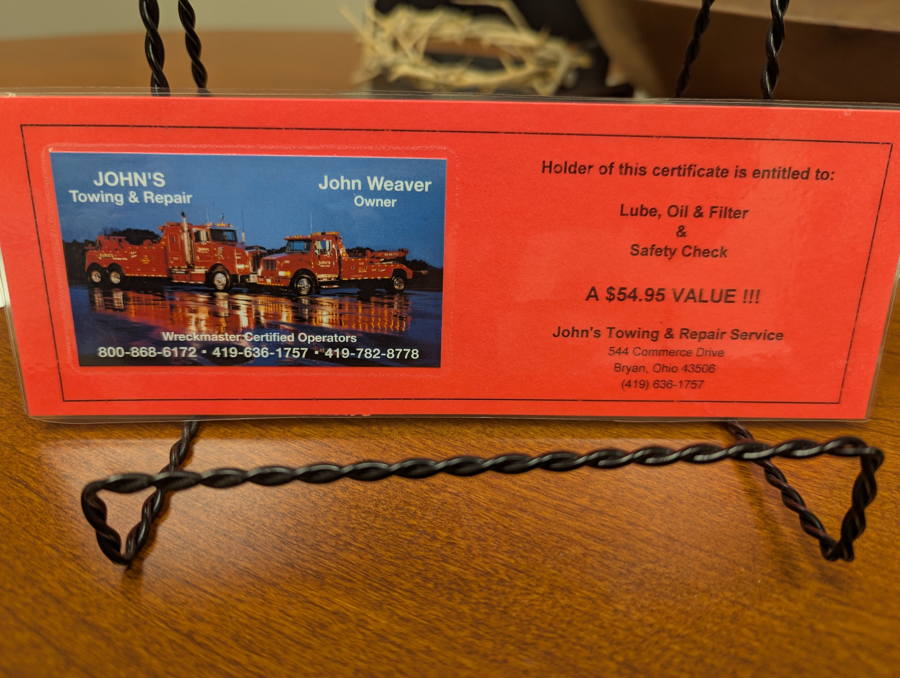 JOHN'S
Towing & Repair
John Weaver
Owner
Wreckmaster Certified Operators
800-868-6172 • 419-636-1757 • 419-782-8778
Holder of this certificate is entitled to:
Lube, Oil & Filter
&
Safety Check
A $54.95 VALUE !!!
John's Towing & Repair Service
544 Commerce Drive
Bryan, Ohio 43506
(419) 636-1757